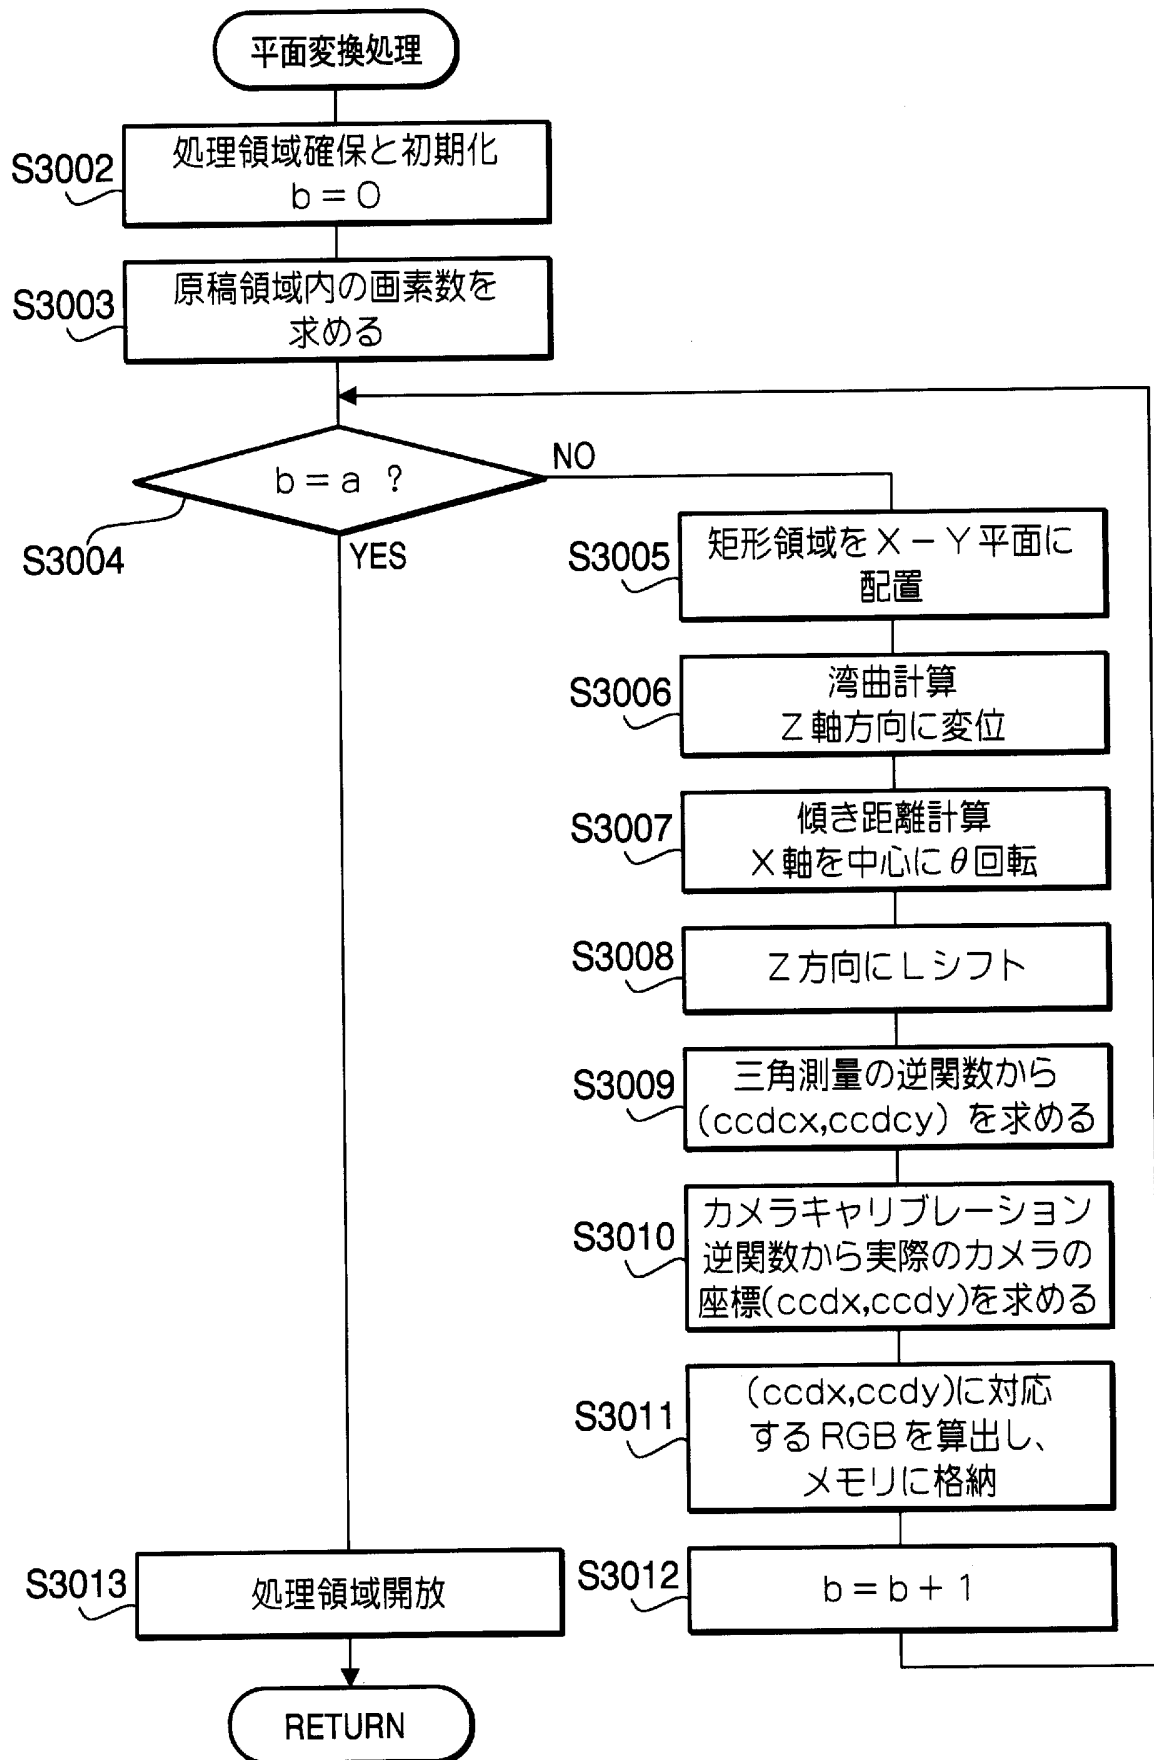 平面変換処理
S3002
処理領域確保と初期化
b=0
S3003
原稿領域内の画素数を
求める
b=a ?
NO
S3004
YES
S3005
矩形領域をX-Y平面に
配置
S3006
湾曲計算
Z軸方向に変位
S3007
傾き距離計算
X軸を中心にθ回転
S3008
Z方向にLシフト
S3009
三角測量の逆関数から
(ccdcx,ccdcy) を求める
S3010
カメラキャリブレーション
逆関数から実際のカメラの
座標(ccdx,ccdy)を求める
S3011
(ccdx,ccdy)に対応
するRGBを算出し、
メモリに格納
S3012
b=b+1
S3013
処理領域開放
RETURN